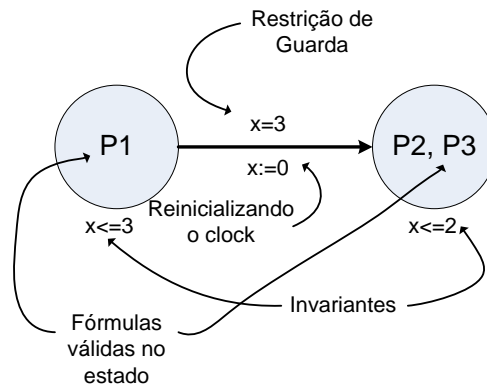 Restrição de
Guarda
P1
x=3
x:=0
P2, P3
Reinicializando
o clock
x<=3
x<=2
Invariantes
Fórmulas
válidas no
estado